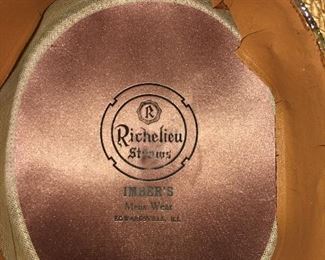 R
Richelieu
Straws
IMBER'S
Mens Wear
EDWARDSVILLE, ILL.